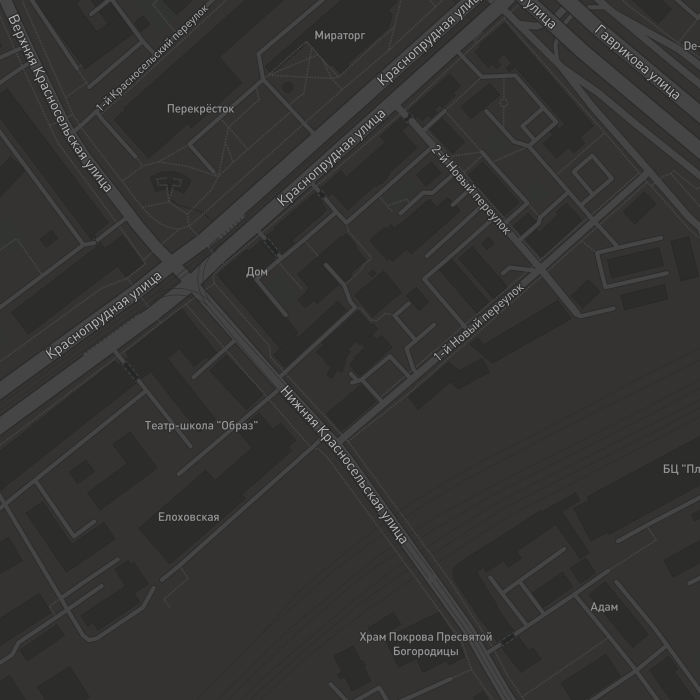 Верхняя Красносельская улица
1-й Красносельский переулок
Мираторг
Краснопрудная улица
улица
Гаврикова улица
De-
Перекрёсток
Краснопрудная улица
2-й Новый переулок
Дом
Краснопрудная улица
1-й Новый переулок
Нижняя Красносельская улица
Театр-школа "Образ"
БЦ "Пл
Елоховская
Адам
Храм Покрова Пресвятой
Богородицы